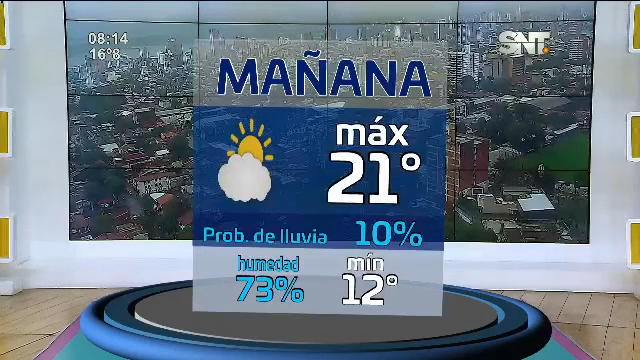 08:14
16°8
SNT.
MAÑANA
máx
21°
Prob. de lluvia 10%
humedad
73%
mín
12°